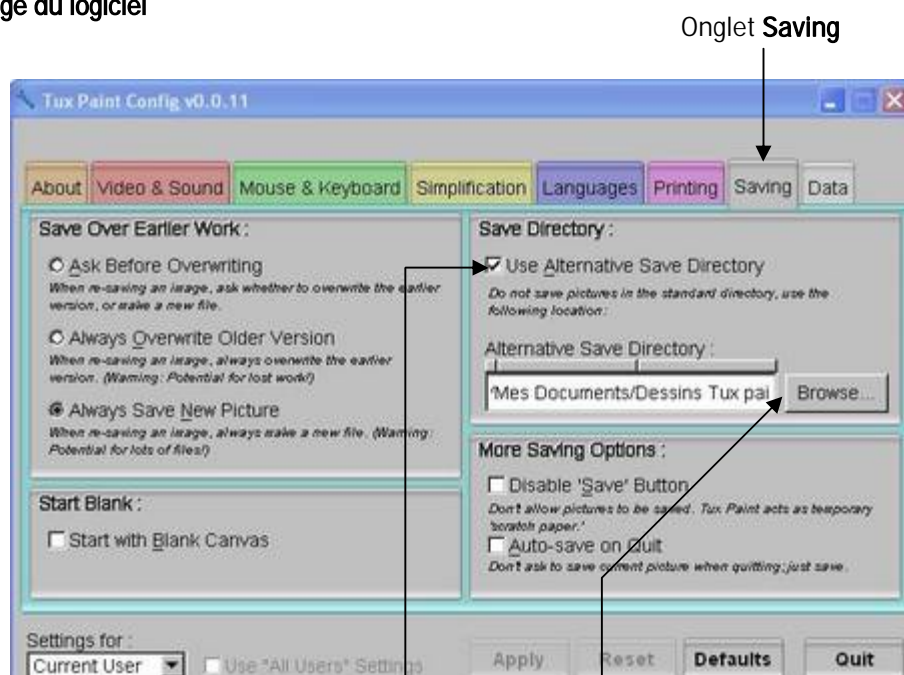 ge du logiciel
Onglet Saving
Tux Paint Config v0.0.11
About Video & Sound Mouse & Keyboard Simplification Languages Printing Saving Data
Save Over Earlier Work :
Ask Before Overwriting
When re-saving an image, ask whether to overwrite the earlier
version, or make a new file.
Always Overwrite Older Version
When re-saving an image, always overwrite the earlier
version. (Warning: Potential for lost work!)
Always Save New Picture
When re-saving an image, always make a new file. (Warning:
Potential for lots of files!)
Start Blank :
Start with Blank Canvas
Save Directory :
Use Alternative Save Directory
Do not save pictures in the standard directory, use the
following location:
Alternative Save Directory :
Mes Documents/Dessins Tux pai Browse...
More Saving Options :
Disable 'Save' Button
Don't allow pictures to be saved. Tux Paint acts as temporary
'scratch paper.'
Auto-save on Quit
Don't ask to save current picture when quitting; just save.
Settings for :
Current User Use "All Users" Settings Apply Reset Defaults Quit